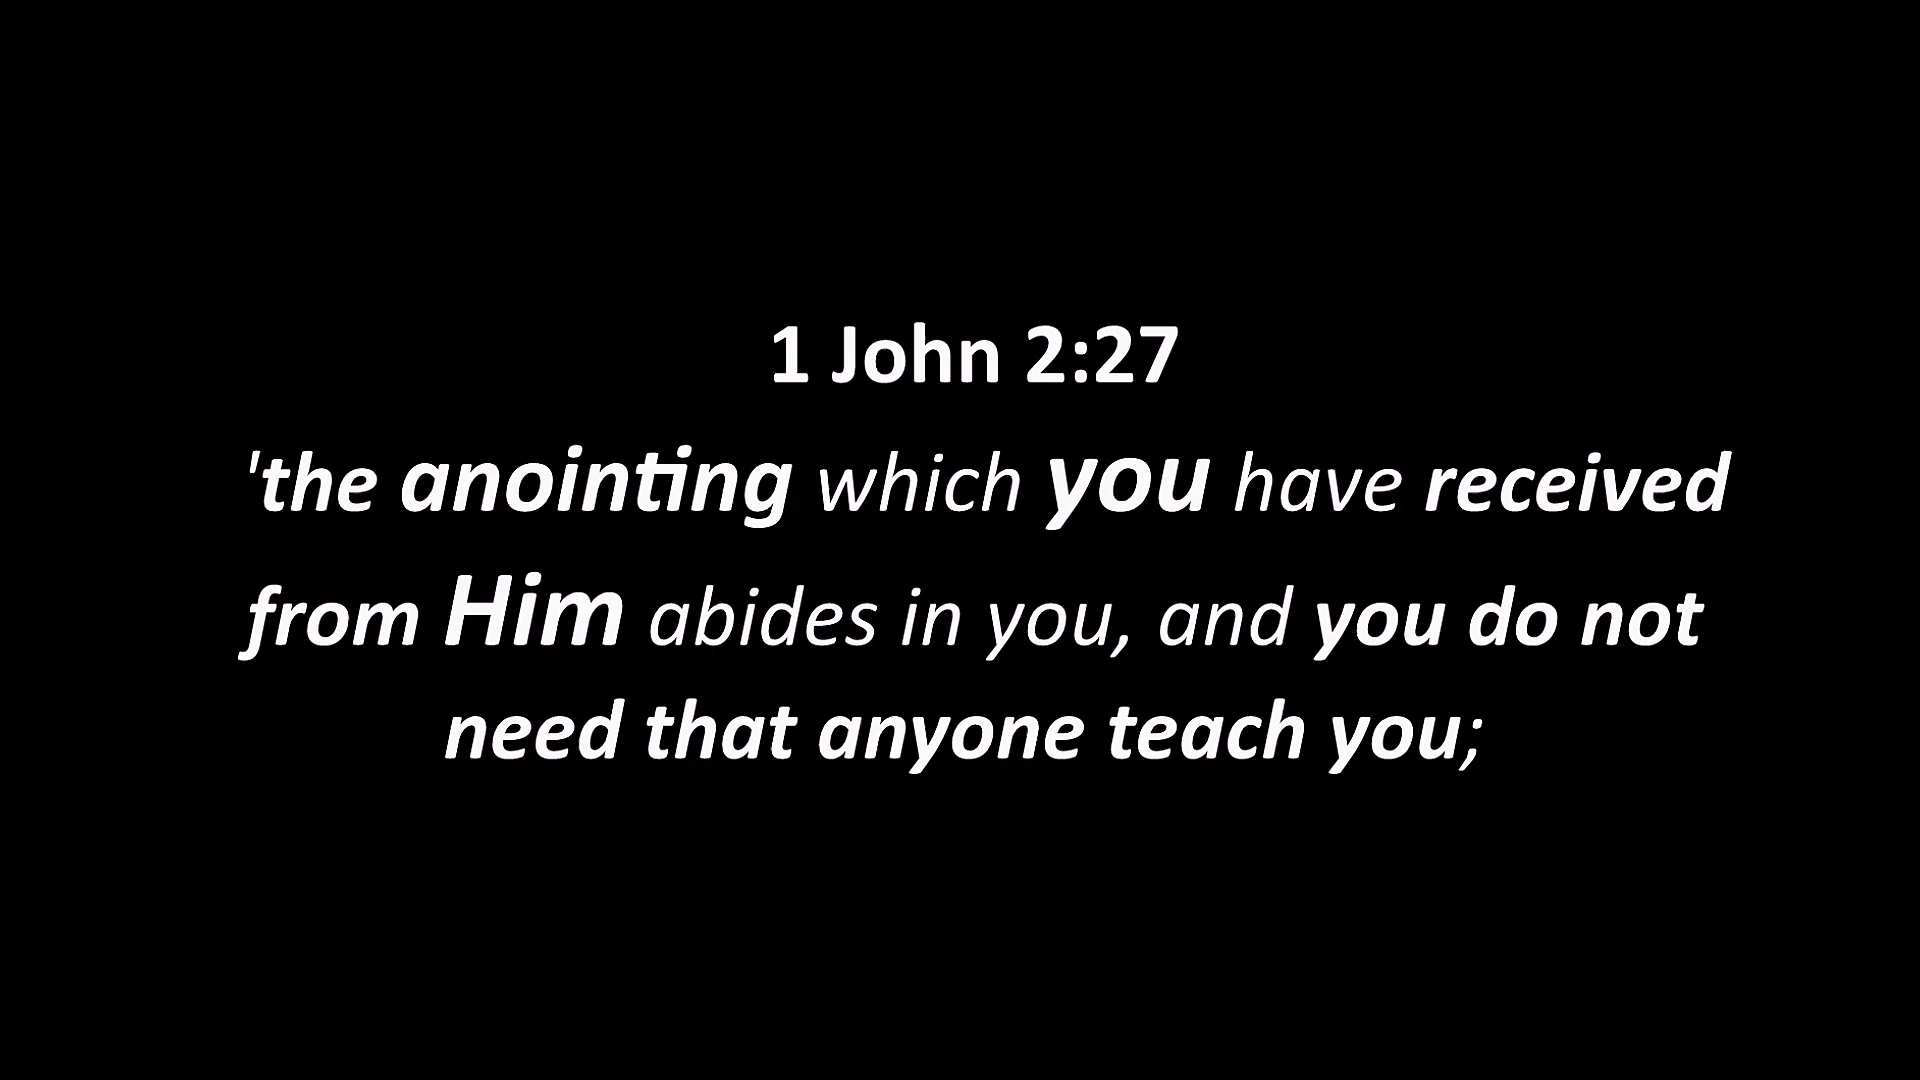 1 John 2:27
'the anointing which you have received
from Him abides in you, and you do not
need that anyone teach you;